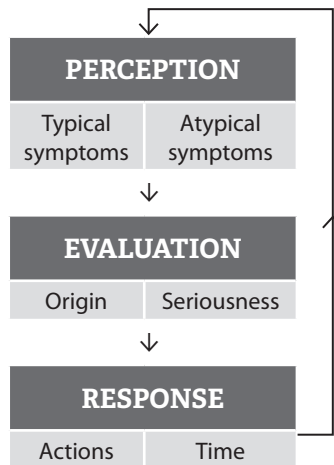 PERCEPTION
Typical symptoms
Atypical symptoms
EVALUATION
Origin
Seriousness
RESPONSE
Actions
Time